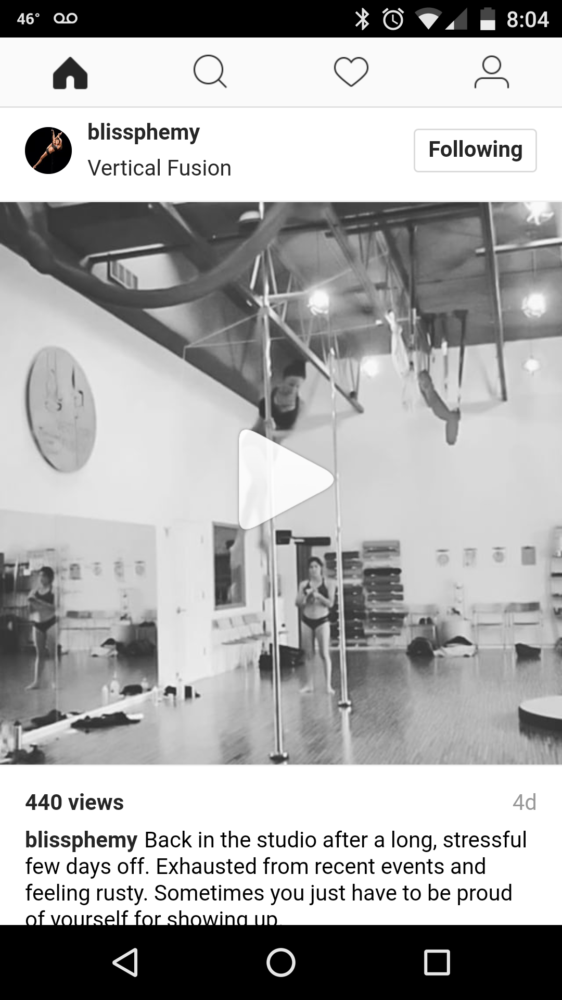 46° 8:04
blissphemy
Vertical Fusion
Following
440 views 4d
blissphemy Back in the studio after a long, stressful
few days off. Exhausted from recent events and
feeling rusty. Sometimes you just have to be proud
of yourself for showing up.